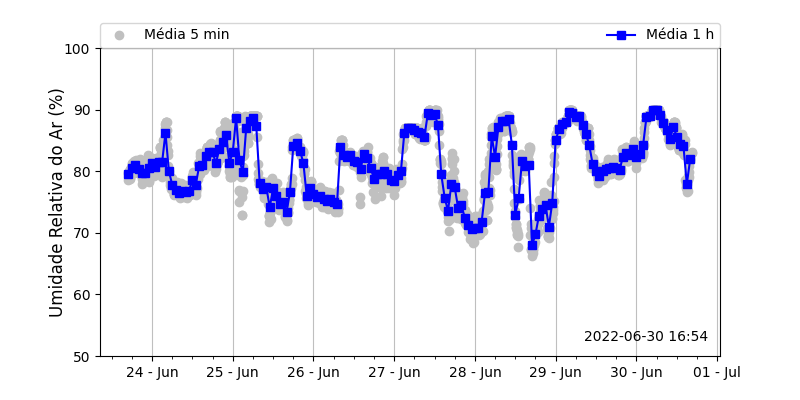 Média 5 min
Média 1 h
Umidade Relativa do Ar (%)
100
90
80
70
60
50
2022-06-30 16:54
24 - Jun
25 - Jun
26 - Jun
27 - Jun
28 - Jun
29 - Jun
30 - Jun
01 - Jul